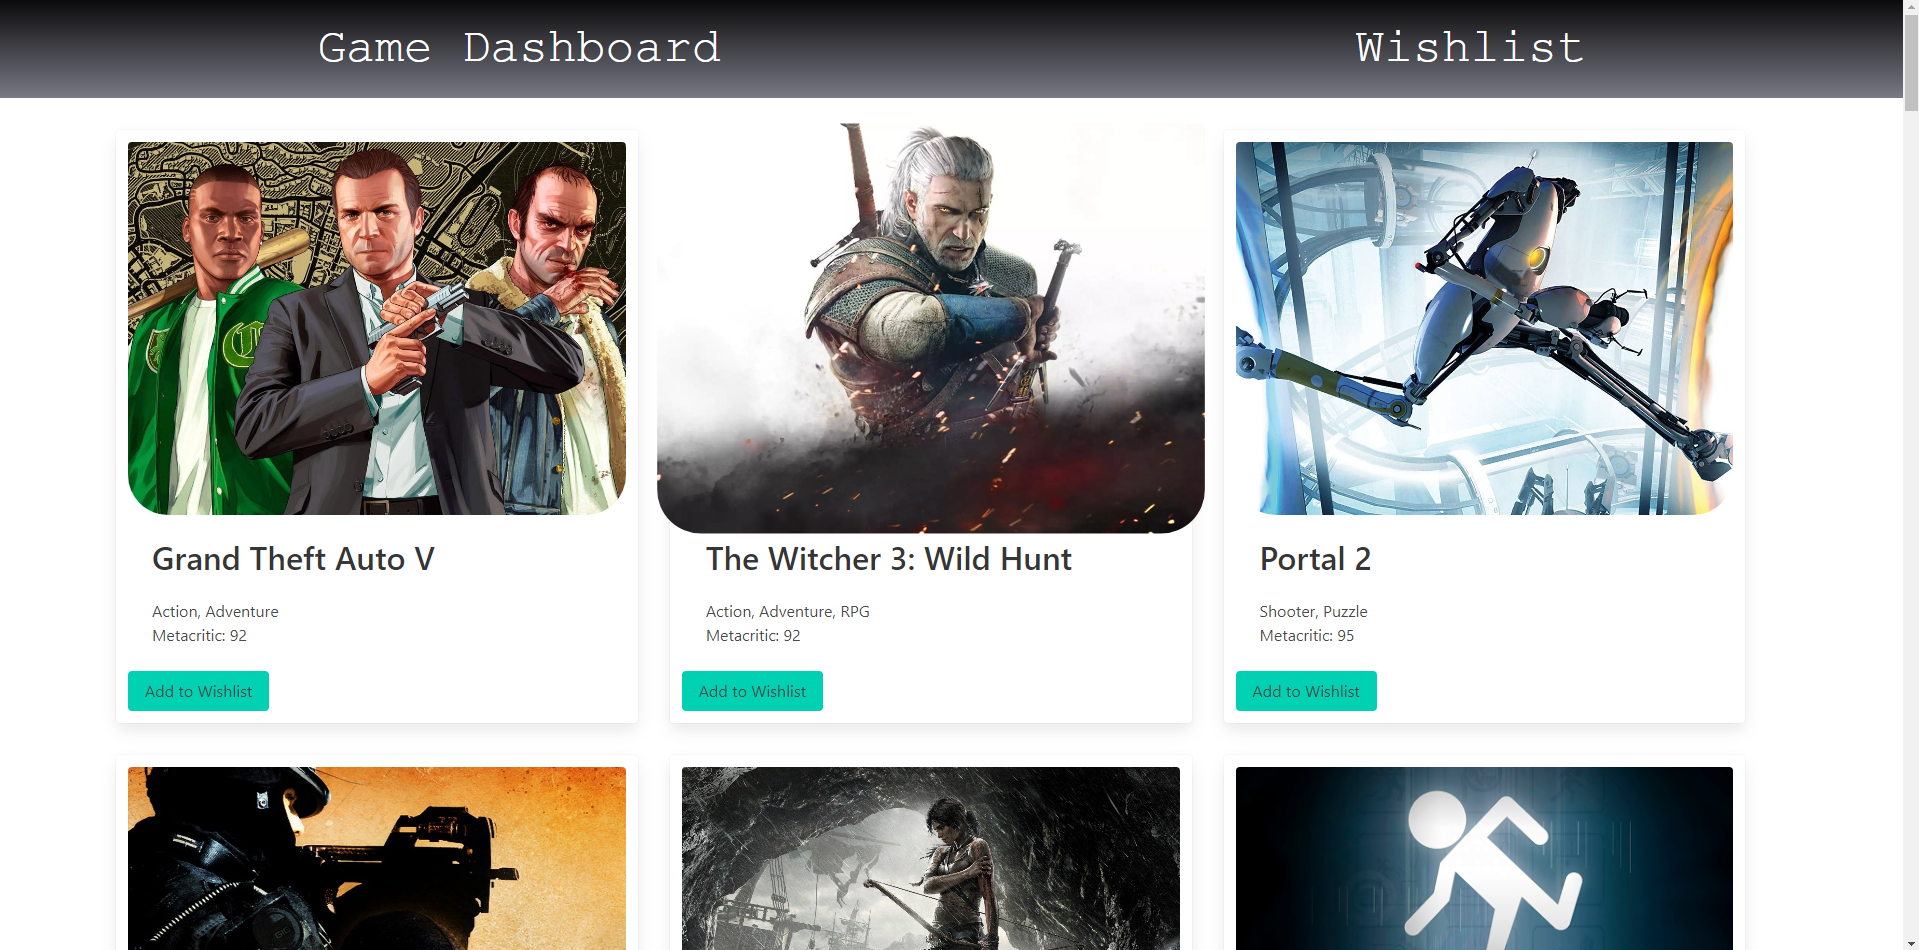 Game Dashboard
Wishlist
Grand Theft Auto V
Action, Adventure
Metacritic: 92
Add to Wishlist
The Witcher 3: Wild Hunt
Action, Adventure, RPG
Metacritic: 92
Add to Wishlist
Portal 2
Shooter, Puzzle
Metacritic: 95
Add to Wishlist